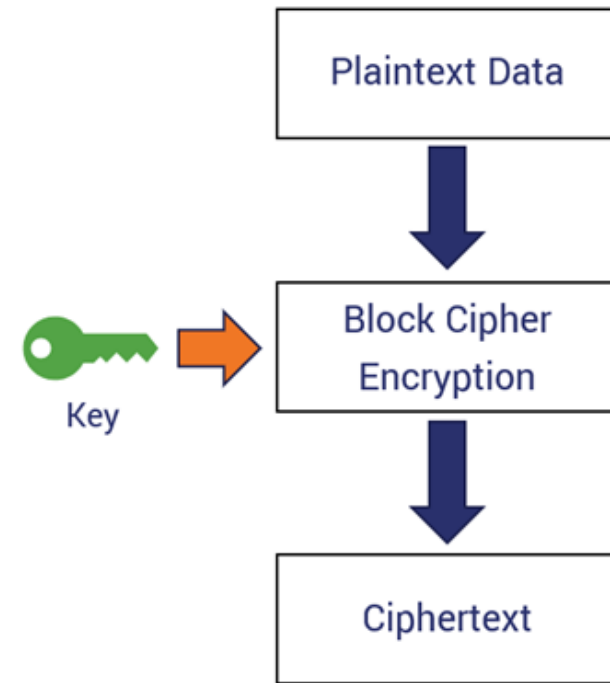 Plaintext Data
Block Cipher
Encryption
Key
Ciphertext